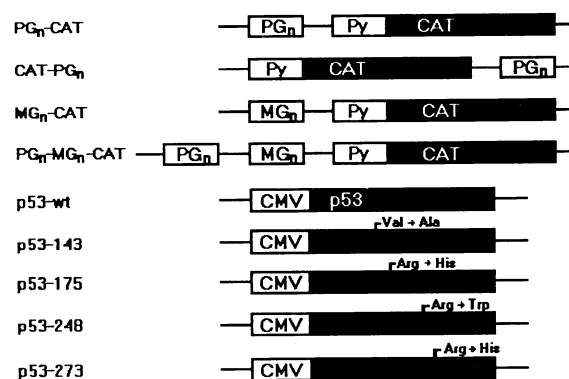 PGn-CAT PGn Py CAT
CAT-PGn Py CAT PGn
MGn-CAT MGn Py CAT
PGn-MGn-CAT PGn MGn Py CAT
p53-wt CMV p53
Val → Ala
p53-143 CMV
Arg → His
p53-175 CMV
Arg → Trp
p53-248 CMV
Arg → His
p53-273 CMV